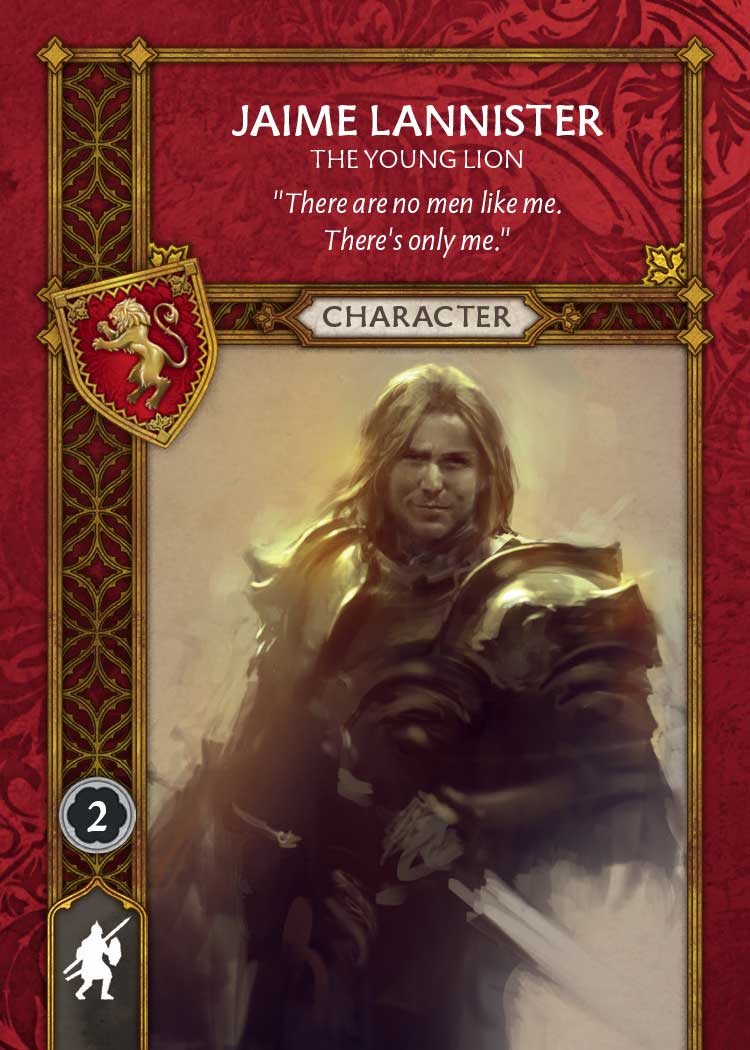 JAIME LANNISTER
THE YOUNG LION
"There are no men like me.
There's only me."
CHARACTER
2